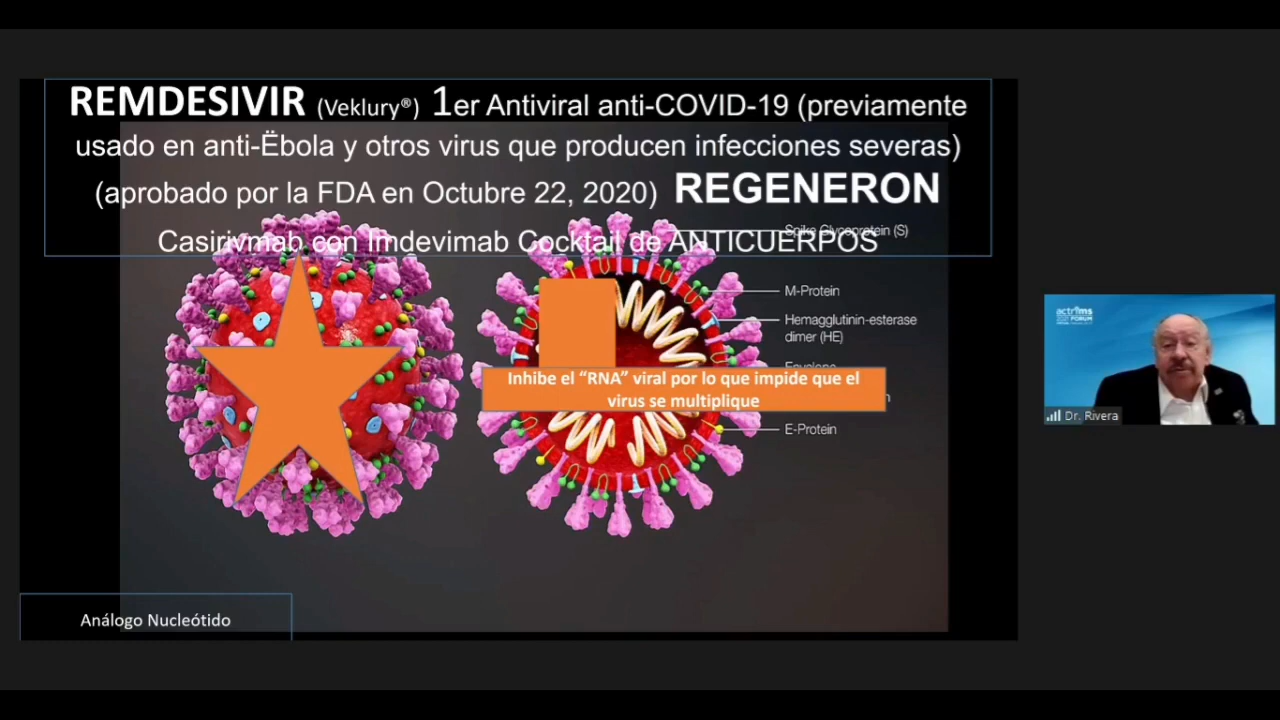 REMDESIVIR (Veklury®) 1er Antiviral anti-COVID-19 (previamente
usado en anti-Ëbola y otros virus que producen infecciones severas)
(aprobado por la FDA en Octubre 22, 2020) REGENERON
Casirivmab con Imdevimab Cocktail de ANTICUERPOS
Spike Glycoprotein (S)
M-Protein
Hemagglutinin-esterase
dimer (HE)
Envelope
Inhibe el “RNA” viral por lo que impide que el
virus se multiplique
E-Protein
Análogo Nucleótido
actrims
FORUM
Dr. Rivera